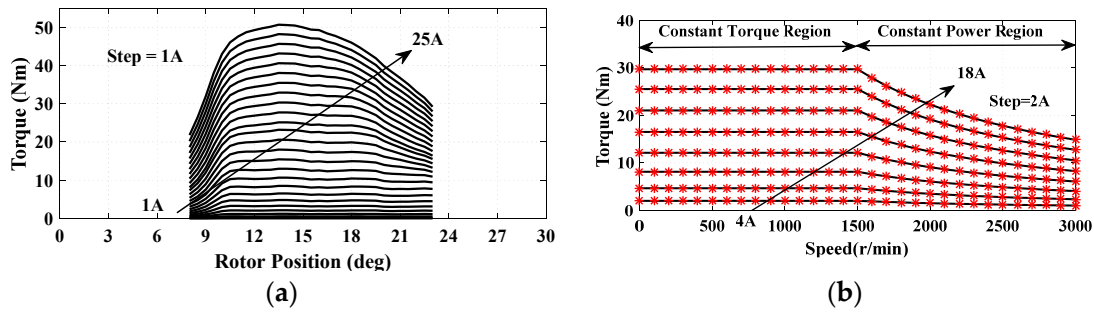 50
40
30
20
10
0
Torque (Nm)
Step = 1A
25A
1A
0 3 6 9 12 15 18 21 24 27 30
Rotor Position (deg)
(a)
40
30
20
10
0
Torque (Nm)
Constant Torque Region Constant Power Region
18A
Step=2A
4A
0 500 1000 1500 2000 2500 3000
Speed(r/min)
(b)